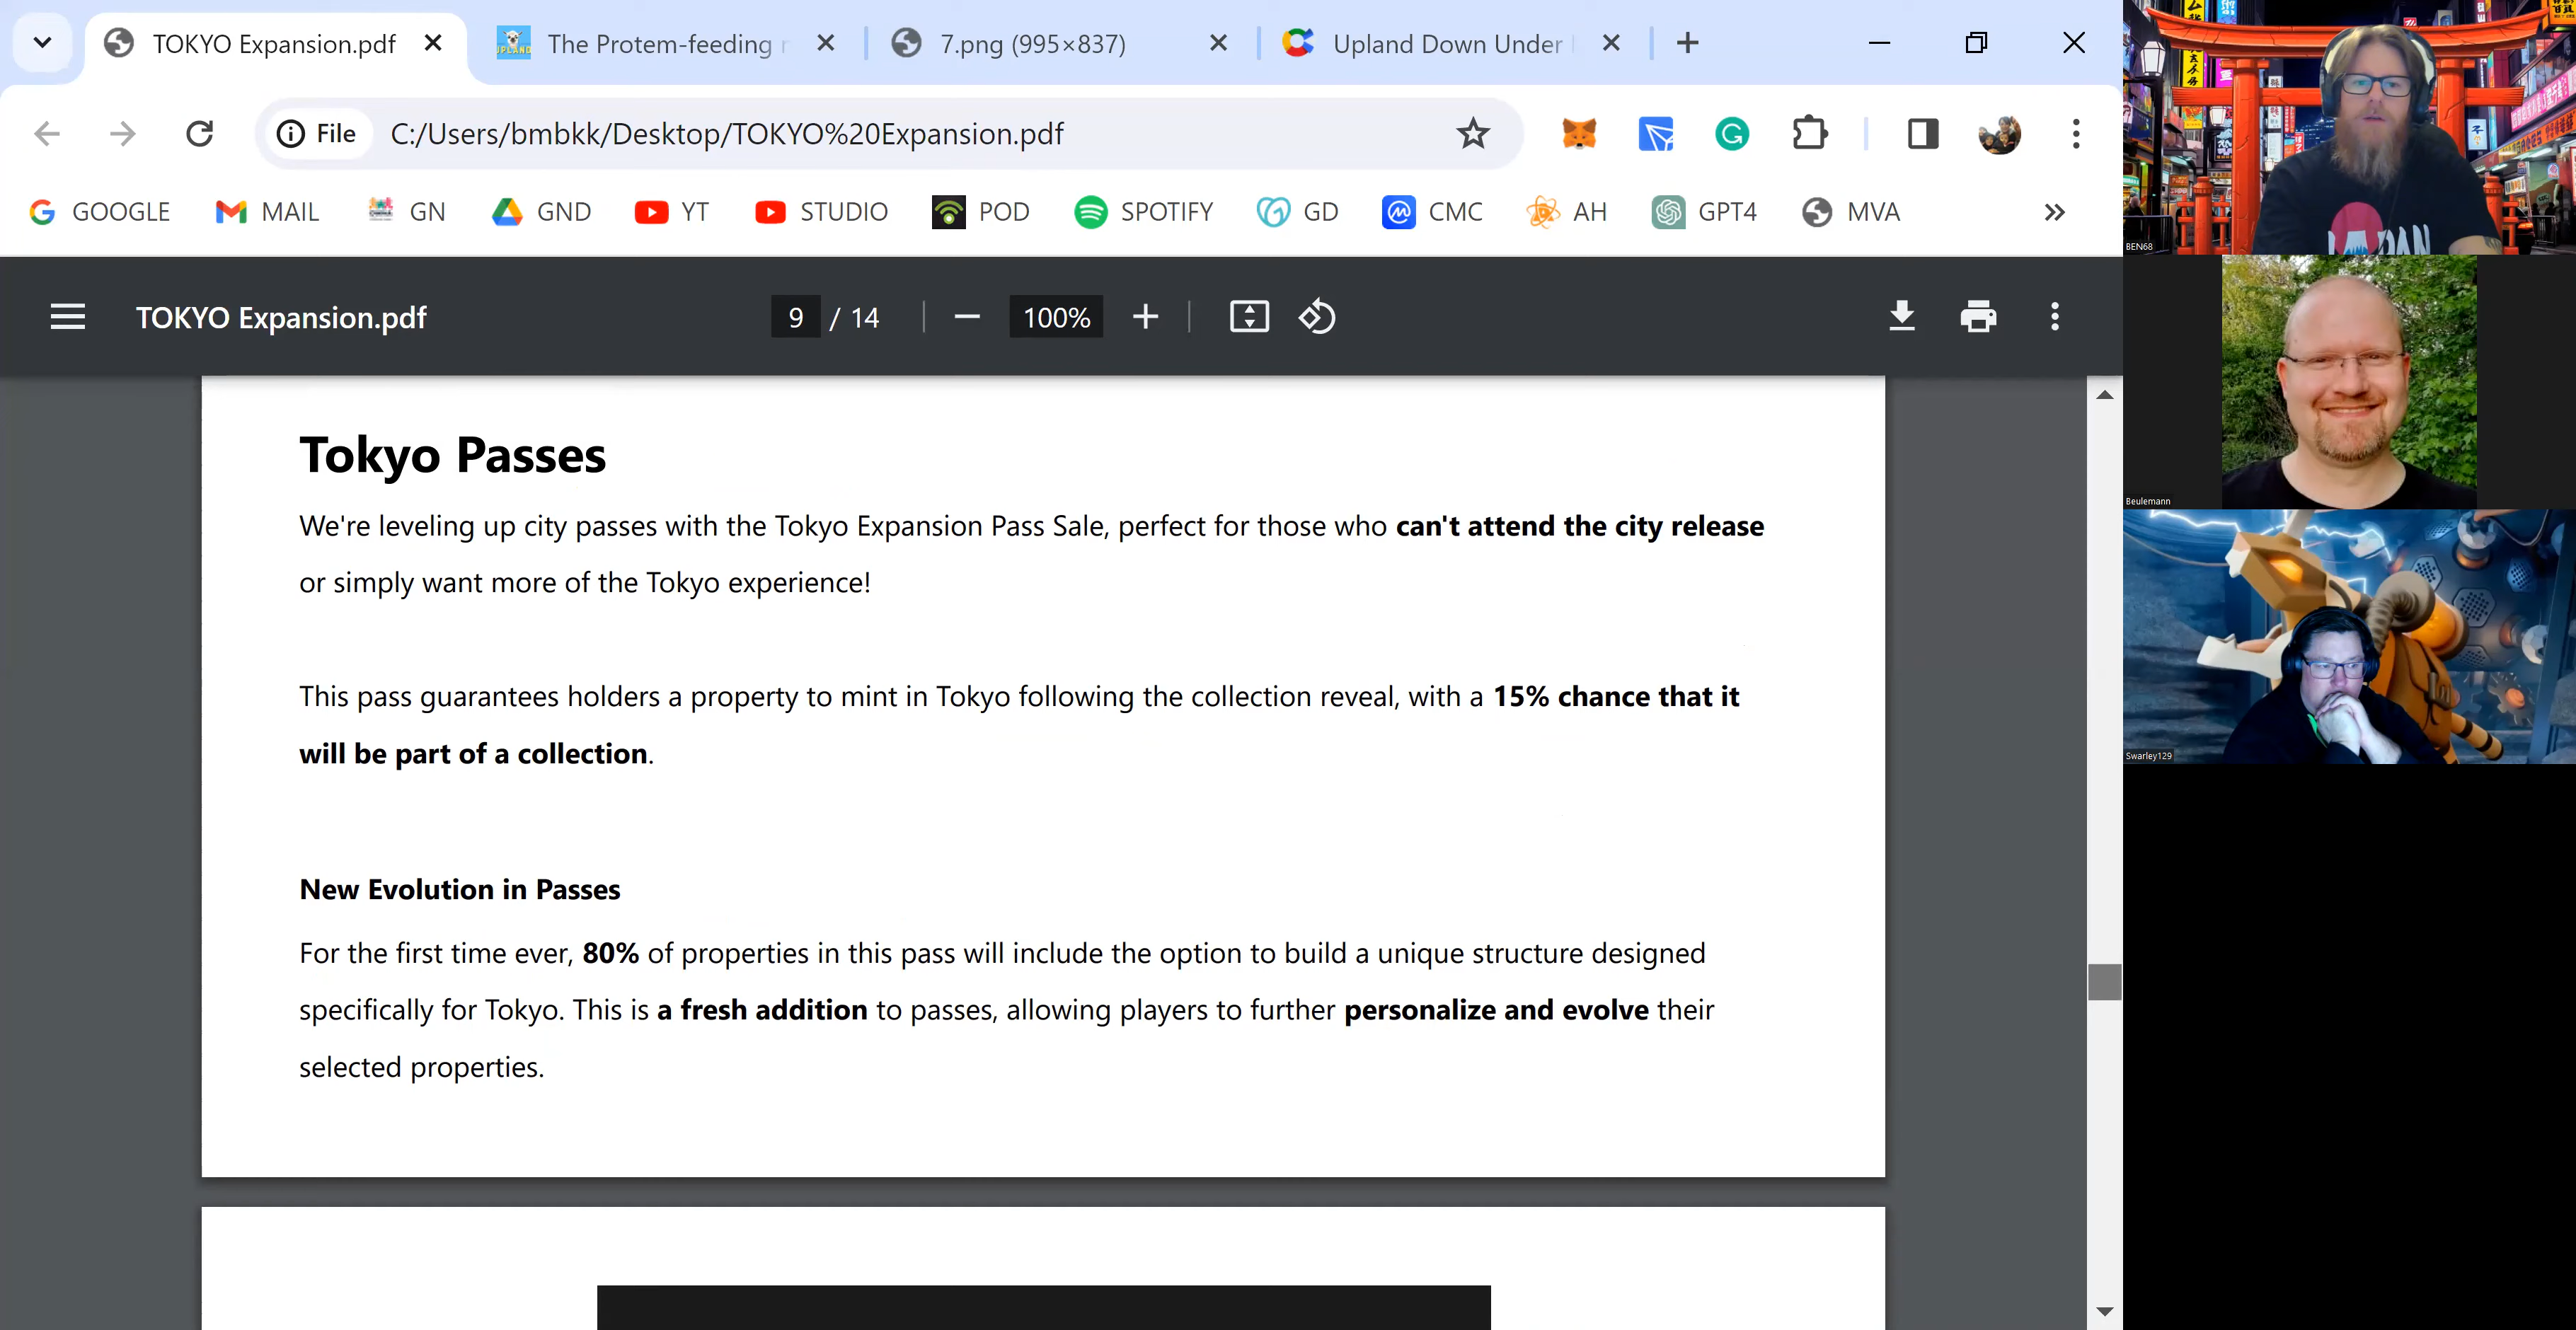 TOKYO Expansion.pdf
The Protem-feeding
7.png (995×837)
Upland Down Under
File
C:/Users/bmbkk/Desktop/TOKYO%20Expansion.pdf
GOOGLE
MAIL
GN
GND
YT
STUDIO
POD
SPOTIFY
GD
CMC
AH
GPT4
MVA
TOKYO Expansion.pdf
9 / 14
100%
Tokyo Passes
We're leveling up city passes with the Tokyo Expansion Pass Sale, perfect for those who can't attend the city release
or simply want more of the Tokyo experience!
This pass guarantees holders a property to mint in Tokyo following the collection reveal, with a 15% chance that it
will be part of a collection.
New Evolution in Passes
For the first time ever, 80% of properties in this pass will include the option to build a unique structure designed
specifically for Tokyo. This is a fresh addition to passes, allowing players to further personalize and evolve their
selected properties.
BEN68
Beulemann
Swarley129